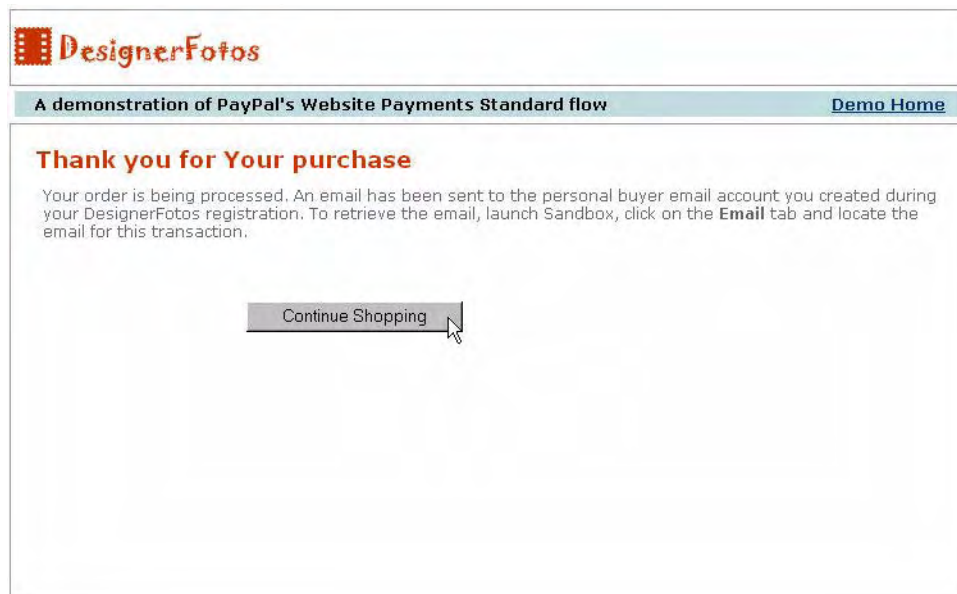 DesignerFotos
A demonstration of PayPal's Website Payments Standard flow Demo Home
Thank you for Your purchase
Your order is being processed. An email has been sent to the personal buyer email account you created during
your DesignerFotos registration. To retrieve the email, launch Sandbox, click on the Email tab and locate the
email for this transaction.
Continue Shopping